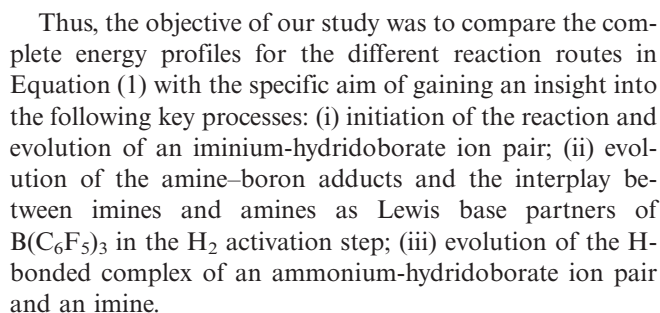 Thus, the objective of our study was to compare the com-
plete energy profiles for the different reaction routes in
Equation (1) with the specific aim of gaining an insight into
the following key processes: (i) initiation of the reaction and
evolution of an iminium-hydridoborate ion pair; (ii) evol-
ution of the amine–boron adducts and the interplay be-
tween imines and amines as Lewis base partners of
B(C₆F₅)₃ in the H₂ activation step; (iii) evolution of the H-
bonded complex of an ammonium-hydridoborate ion pair
and an imine.